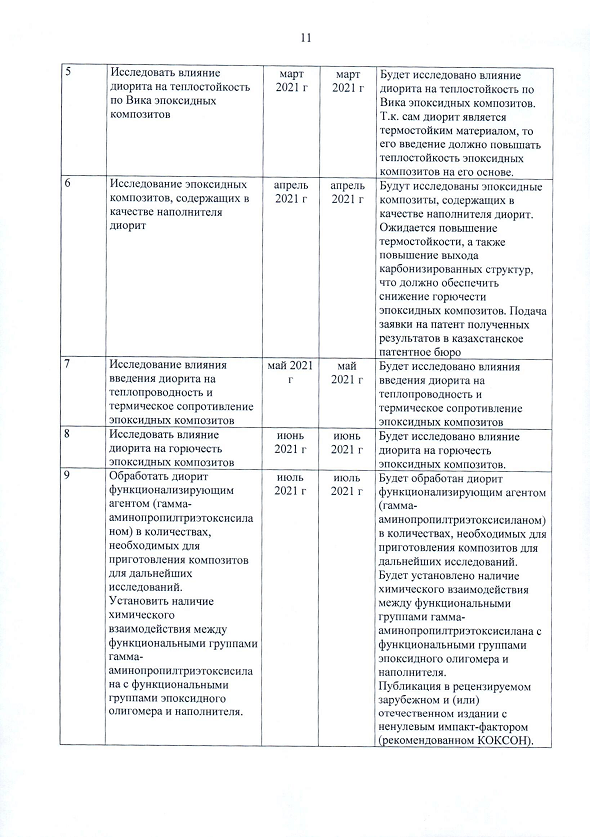 11
5
Исследовать влияние
диорита на теплостойкость
по Вика эпоксидных
композитов
март
2021 г
март
2021 г
Будет исследовано влияние
диорита на теплостойкость по
Вика эпоксидных композитов.
Т.к. сам диорит является
термостойким материалом, то
его введение должно повышать
теплостойкость эпоксидных
композитов на его основе.
6
Исследование эпоксидных
композитов, содержащих в
качестве наполнителя
диорит
апрель
2021 г
апрель
2021 г
Будут исследованы эпоксидные
композиты, содержащих в
качестве наполнителя диорит.
Ожидается повышение
термостойкости, а также
повышение выхода
карбонизированных структур,
что должно обеспечить
снижение горючести
эпоксидных композитов. Подача
заявки на патент полученных
результатов в казахстанское
патентное бюро
7
Исследование влияния
введения диорита на
теплопроводность и
термическое сопротивление
эпоксидных композитов
май 2021
г
май
2021 г
Будет исследовано влияния
введения диорита на
теплопроводность и
термическое сопротивление
эпоксидных композитов
8
Исследовать влияние
диорита на горючесть
эпоксидных композитов
июнь
2021 г
июнь
2021 г
Будет исследовано влияние
диорита на горючесть
эпоксидных композитов.
9
Обработать диорит
функционализирующим
агентом (гамма-
аминопропилтриэтоксисила
ном) в количествах,
необходимых для
приготовления композитов
для дальнейших
исследований.
Установить наличие
химического
взаимодействия между
функциональными группами
гамма-
аминопропилтриэтоксисила
на с функциональными
группами эпоксидного
олигомера и наполнителя.
июль
2021 г
июль
2021 г
Будет обработан диорит
функционализирующим агентом
(гамма-
аминопропилтриэтоксисиланом)
в количествах, необходимых для
приготовления композитов для
дальнейших исследований.
Будет установлено наличие
химического взаимодействия
между функциональными
группами гамма-
аминопропилтриэтоксисилана с
функциональными группами
эпоксидного олигомера и
наполнителя.
Публикация в рецензируемом
зарубежном и (или)
отечественном издании с
ненулевым импакт-фактором
(рекомендованном КОКСОН).